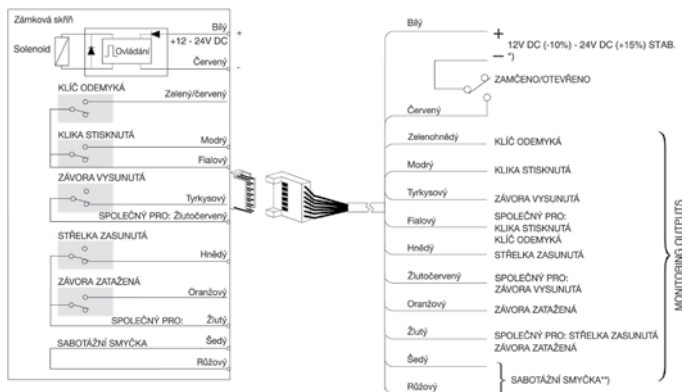 Zámková skříň
Bílý
+
+12 - 24V DC
Solenoid
Ovládání
Červený
-
KLÍČ ODEMYKÁ
Zelený/červený
KLIKA STISKNUTÁ
Modrý
Fialový
ZÁVORA VYSUNUTÁ
Tyrkysový
SPOLEČNÝ PRO: Žlutočervený
STŘELKA ZASUNUTÁ
Hnědý
ZÁVORA ZATAŽENÁ
Oranžový
SPOLEČNÝ PRO: Žlutý
SABOTÁŽNÍ SMYČKA
Šedý
Růžový
Bílý
+
12V DC (-10%) - 24V DC (+15%) STAB.
– *)
ZAMČENO/OTEVŘENO
Červený
Zelenohnědý
KLÍČ ODEMYKÁ
Modrý
KLIKA STISKNUTÁ
Tyrkysový
ZÁVORA VYSUNUTÁ
Fialový
SPOLEČNÝ PRO:
KLIKA STISKNUTÁ
KLÍČ ODEMYKÁ
Hnědý
STŘELKA ZASUNUTÁ
Žlutočervený
SPOLEČNÝ PRO:
ZÁVORA VYSUNUTÁ
Oranžový
ZÁVORA ZATAŽENÁ
Žlutý
SPOLEČNÝ PRO: STŘELKA ZASUNUTÁ
ZÁVORA ZATAŽENÁ
Šedý
SABOTÁŽNÍ SMYČKA**)
Růžový
MONITORING OUTPUTS